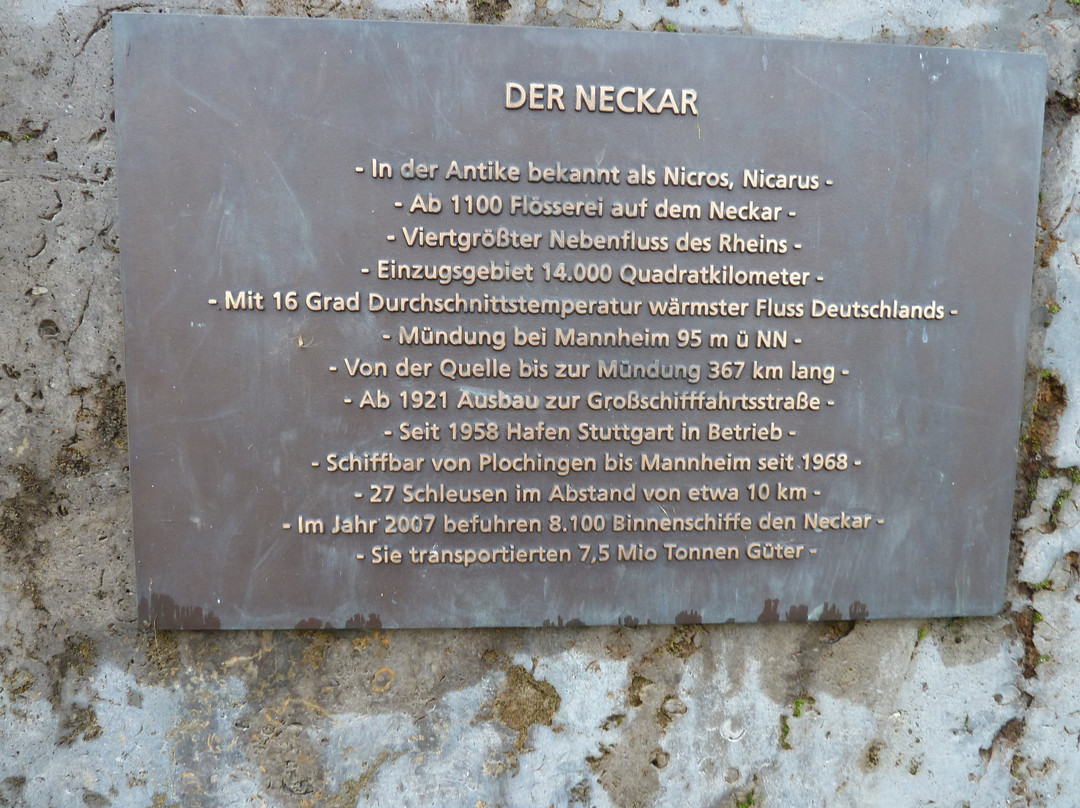 DER NECKAR
- In der Antike bekannt als Nicros, Nicarus -
- Ab 1100 Flösserei auf dem Neckar -
- Viertgrößter Nebenfluss des Rheins -
- Einzugsgebiet 14.000 Quadratkilometer -
- Mit 16 Grad Durchschnittstemperatur wärmster Fluss Deutschlands -
- Mündung bei Mannheim 95 m ü NN -
- Von der Quelle bis zur Mündung 367 km lang -
- Ab 1921 Ausbau zur Großschifffahrtsstraße -
- Seit 1958 Hafen Stuttgart in Betrieb -
- Schiffbar von Plochingen bis Mannheim seit 1968 -
- 27 Schleusen im Abstand von etwa 10 km -
- Im Jahr 2007 befuhren 8.100 Binnenschiffe den Neckar -
- Sie transportierten 7,5 Mio Tonnen Güter -